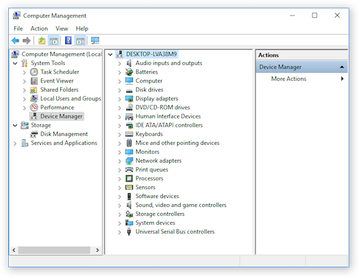 Computer Management
File Action View Help
Computer Management (Local
System Tools
Task Scheduler
Event Viewer
Shared Folders
Local Users and Groups
Performance
Device Manager
Storage
Disk Management
Services and Applications
DESKTOP-LVA38M9
Audio inputs and outputs
Batteries
Computer
Disk drives
Display adapters
DVD/CD-ROM drives
Human Interface Devices
IDE ATA/ATAPI controllers
Keyboards
Mice and other pointing devices
Monitors
Network adapters
Print queues
Processors
Sensors
Software devices
Sound, video and game controllers
Storage controllers
System devices
Universal Serial Bus controllers
Actions
Device Manager
More Actions